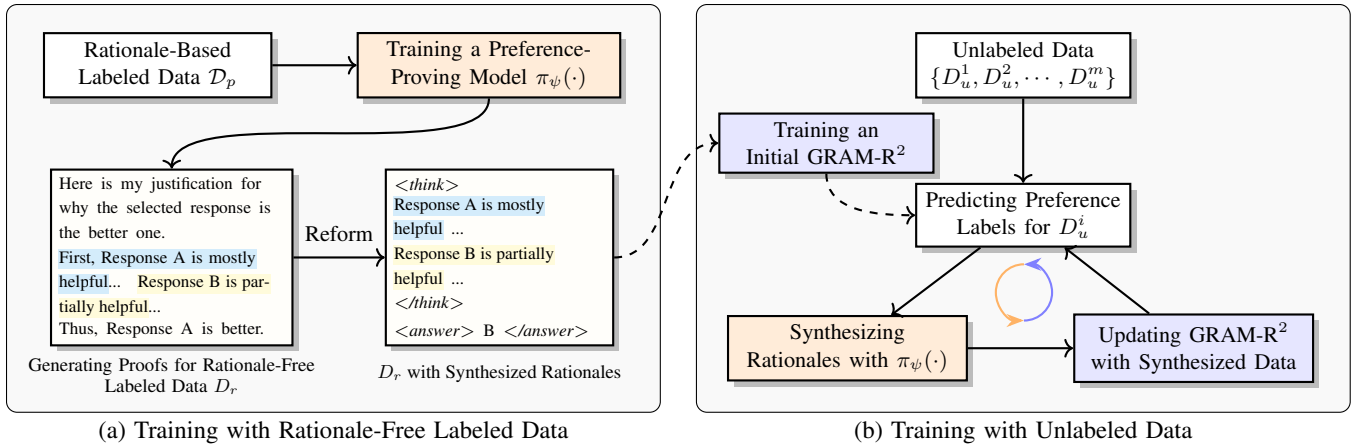 Rationale-Based
Labeled Data 𝒟ₚ
Training a Preference-
Proving Model π_ψ(·)
Here is my justification for
why the selected response is
the better one.
First, Response A is mostly
helpful... Response B is par-
tially helpful...
Thus, Response A is better.
Generating Proofs for Rationale-Free
Labeled Data D_r
Reform
<think>
Response A is mostly
helpful ...
Response B is partially
helpful ...
</think>
<answer> B </answer>
D_r with Synthesized Rationales
(a) Training with Rationale-Free Labeled Data
Unlabeled Data
{D_u^1, D_u^2, ⋯ , D_u^m}
Training an
Initial GRAM-R²
Predicting Preference
Labels for D_u^i
Synthesizing
Rationales with π_ψ(·)
Updating GRAM-R²
with Synthesized Data
(b) Training with Unlabeled Data